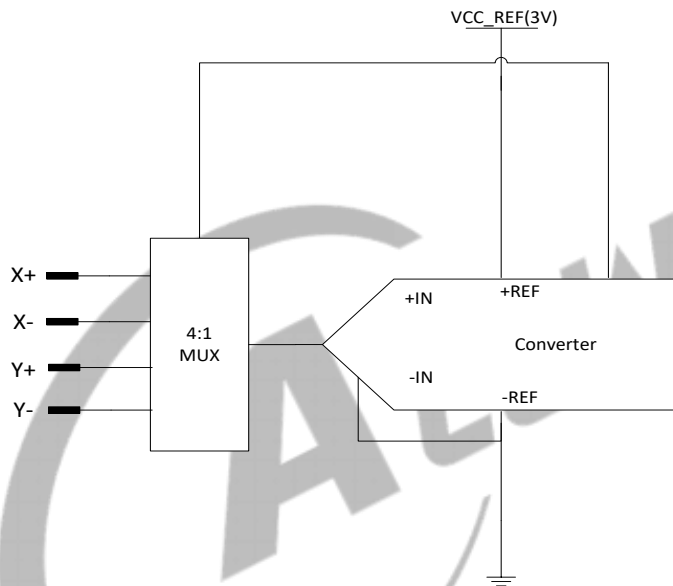 VCC_REF(3V)
X+
X-
Y+
Y-
4:1
MUX
+IN
+REF
Converter
-IN
-REF